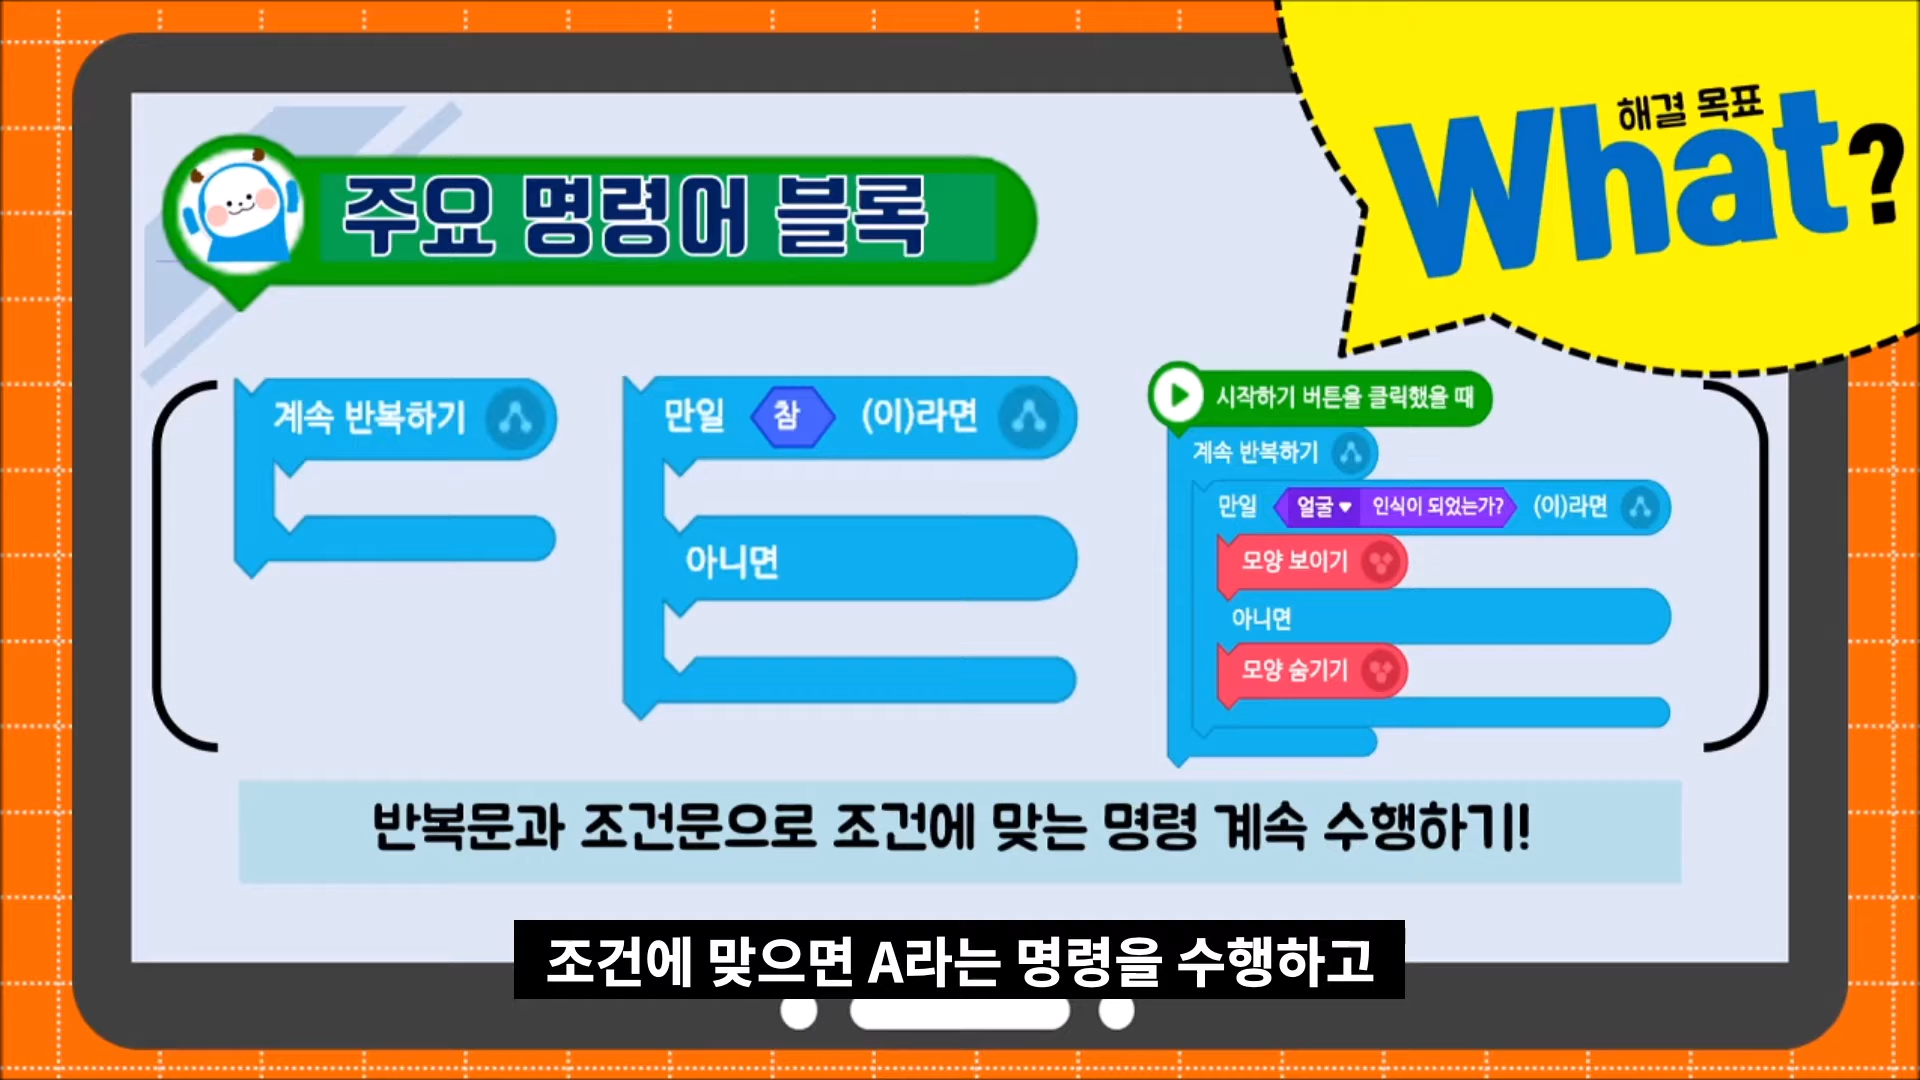 해결 목표
What?
주요 명령어 블록
계속 반복하기
만일 참 (이)라면
아니면
시작하기 버튼을 클릭했을 때
계속 반복하기
만일 얼굴 인식이 되었는가? (이)라면
모양 보이기
아니면
모양 숨기기
반복문과 조건문으로 조건에 맞는 명령 계속 수행하기!
조건에 맞으면 A라는 명령을 수행하고